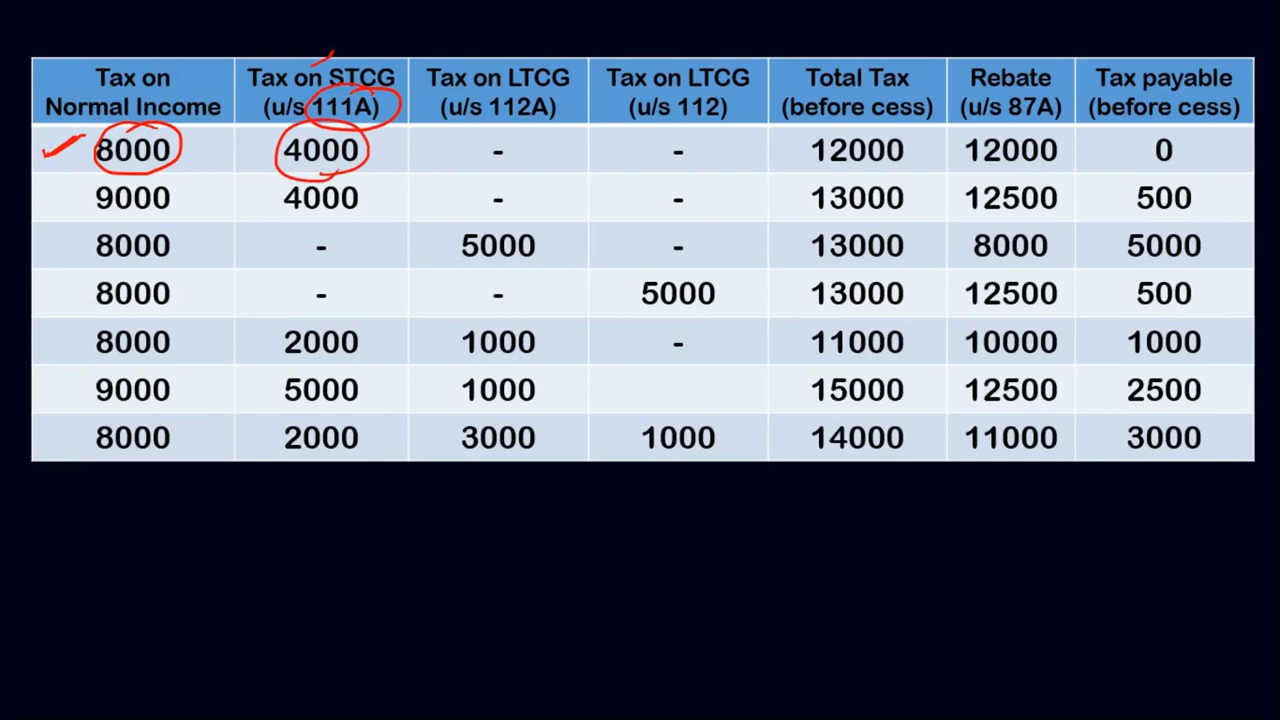 Tax on Normal Income | Tax on STCG (u/s 111A) | Tax on LTCG (u/s 112A) | Tax on LTCG (u/s 112) | Total Tax (before cess) | Rebate (u/s 87A) | Tax payable (before cess)
8000 | 4000 | - | - | 12000 | 12000 | 0
9000 | 4000 | - | - | 13000 | 12500 | 500
8000 | - | 5000 | - | 13000 | 8000 | 5000
8000 | - | - | 5000 | 13000 | 12500 | 500
8000 | 2000 | 1000 | - | 11000 | 10000 | 1000
9000 | 5000 | 1000 | | 15000 | 12500 | 2500
8000 | 2000 | 3000 | 1000 | 14000 | 11000 | 3000